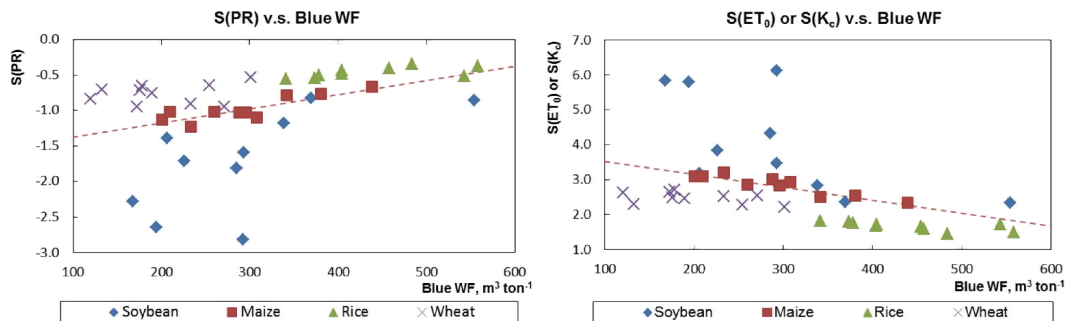 S(PR) v.s. Blue WF
S(PR)
0.0
-0.5
-1.0
-1.5
-2.0
-2.5
-3.0
100 200 300 400 500 600
Blue WF, m³ ton⁻¹
Soybean Maize Rice Wheat
S(ET₀) or S(K꜀) v.s. Blue WF
S(ET₀) or S(K꜀)
7.0
6.0
5.0
4.0
3.0
2.0
1.0
100 200 300 400 500 600
Blue WF, m³ ton⁻¹
Soybean Maize Rice Wheat